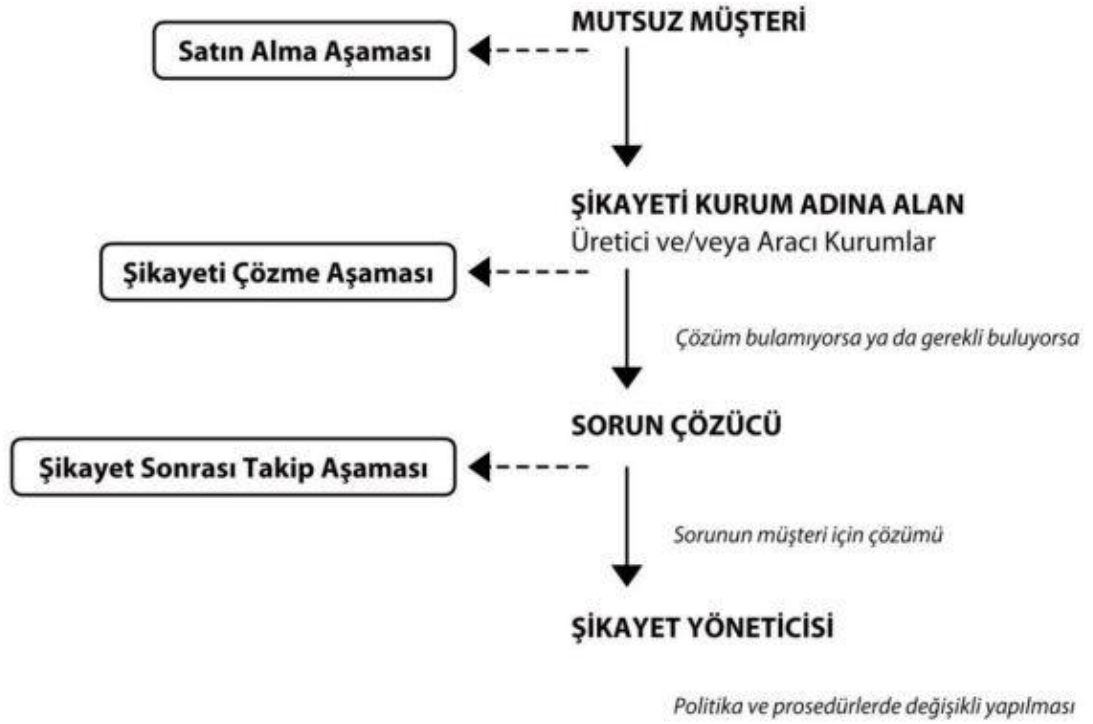 MUTSUZ MÜŞTERİ
Satın Alma Aşaması
ŞİKAYETİ KURUM ADINA ALAN
Üretici ve/veya Aracı Kurumlar
Şikayeti Çözme Aşaması
Çözüm bulamıyorsa ya da gerekli buluyorsa
SORUN ÇÖZÜCÜ
Şikayet Sonrası Takip Aşaması
Sorunun müşteri için çözümü
ŞİKAYET YÖNETİCİSİ
Politika ve prosedürlerde değişikli yapılması